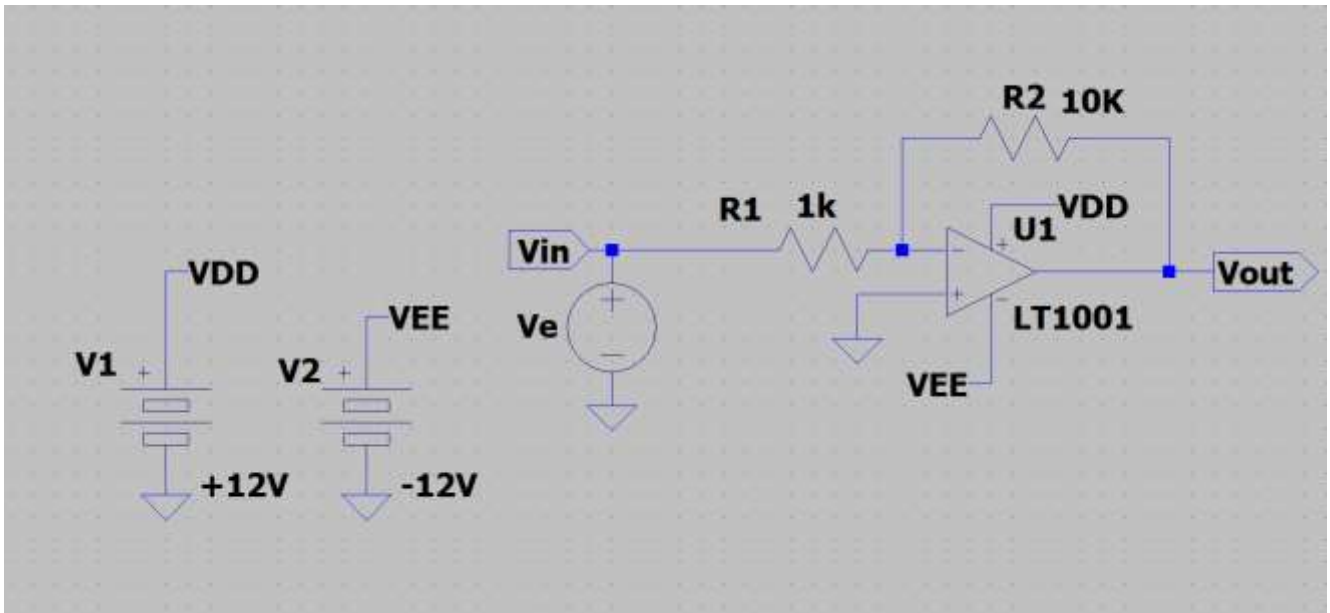 R2 10K
R1 1k
VDD
U1
Vin
VDD
Vout
Ve
VEE
LT1001
V1
V2
VEE
+12V
-12V